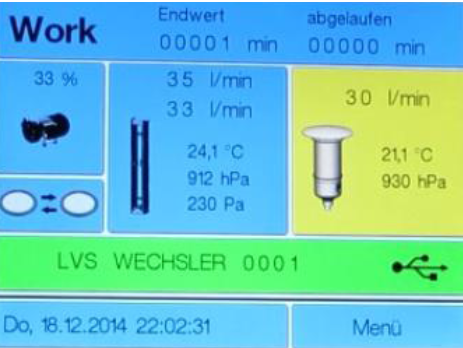 Work
Endwert
00001 min
abgelaufen
00000 min
33 %
35 l/min
33 l/min
24,1 °C
912 hPa
230 Pa
30 l/min
21,1 °C
930 hPa
LVS WECHSLER 0001
Do, 18.12.2014 22:02:31
Menü